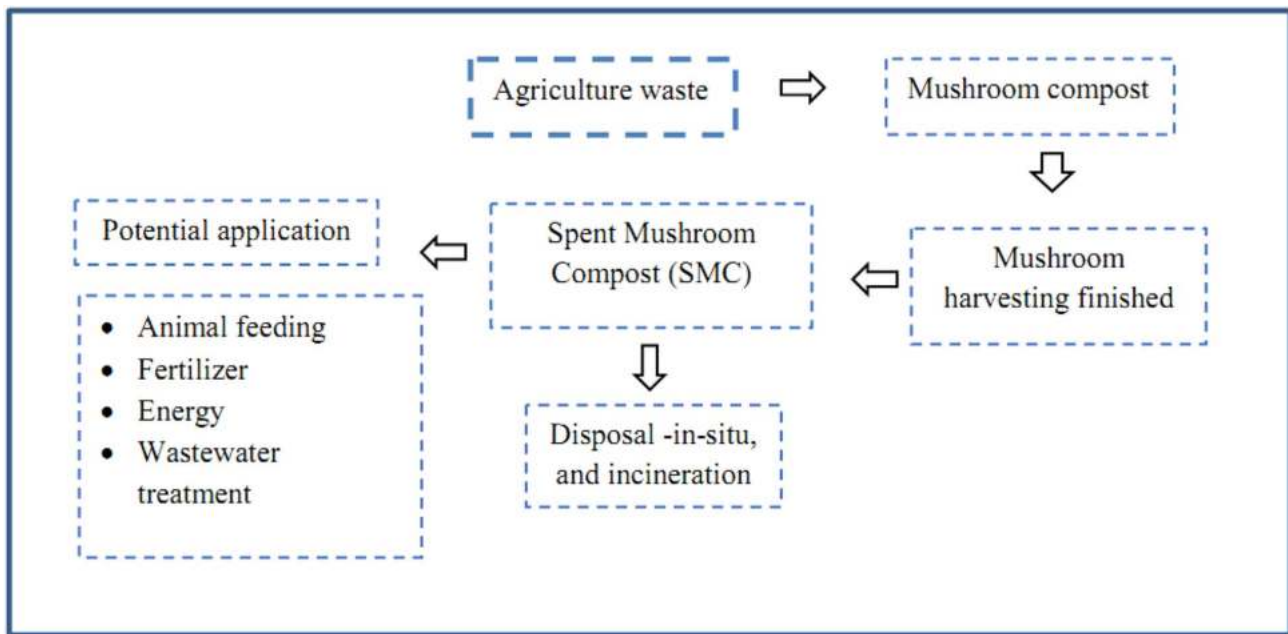 Agriculture waste
Mushroom compost
Potential application
Spent Mushroom
Compost (SMC)
Mushroom
harvesting finished
• Animal feeding
• Fertilizer
• Energy
• Wastewater
treatment
Disposal -in-situ,
and incineration